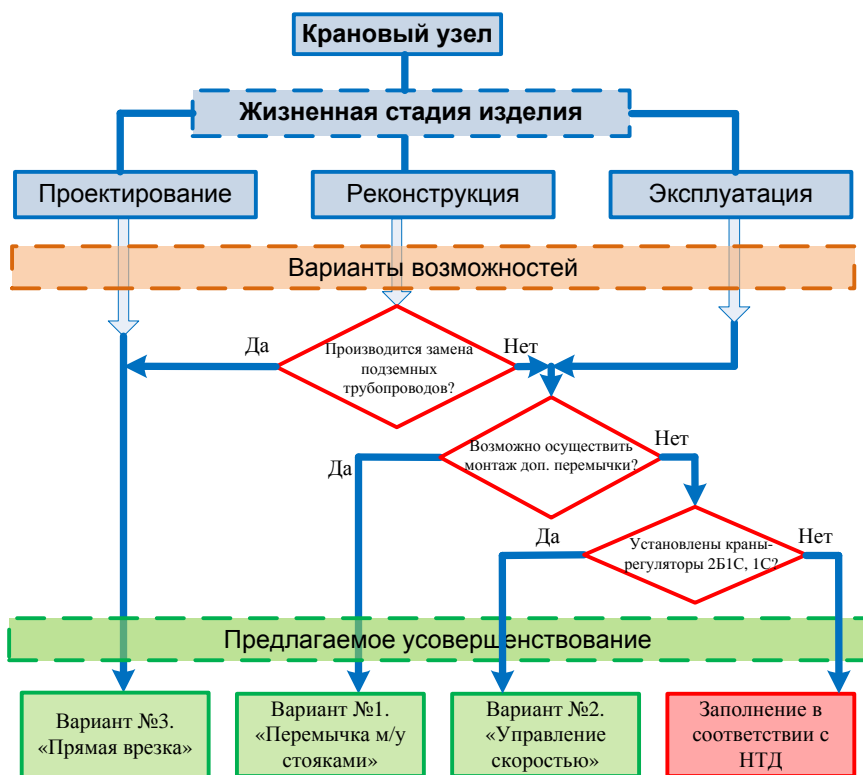 Крановый узел
Жизненная стадия изделия
Проектирование
Реконструкция
Эксплуатация
Варианты возможностей
Да
Производится замена
подземных
трубопроводов?
Нет
Да
Возможно осуществить
монтаж доп. перемычки?
Нет
Да
Установлены краны-
регуляторы 2Б1С, 1С?
Нет
Предлагаемое усовершенствование
Вариант №3.
«Прямая врезка»
Вариант №1.
«Перемычка м/у
стояками»
Вариант №2.
«Управление
скоростью»
Заполнение в
соответствии с
НТД